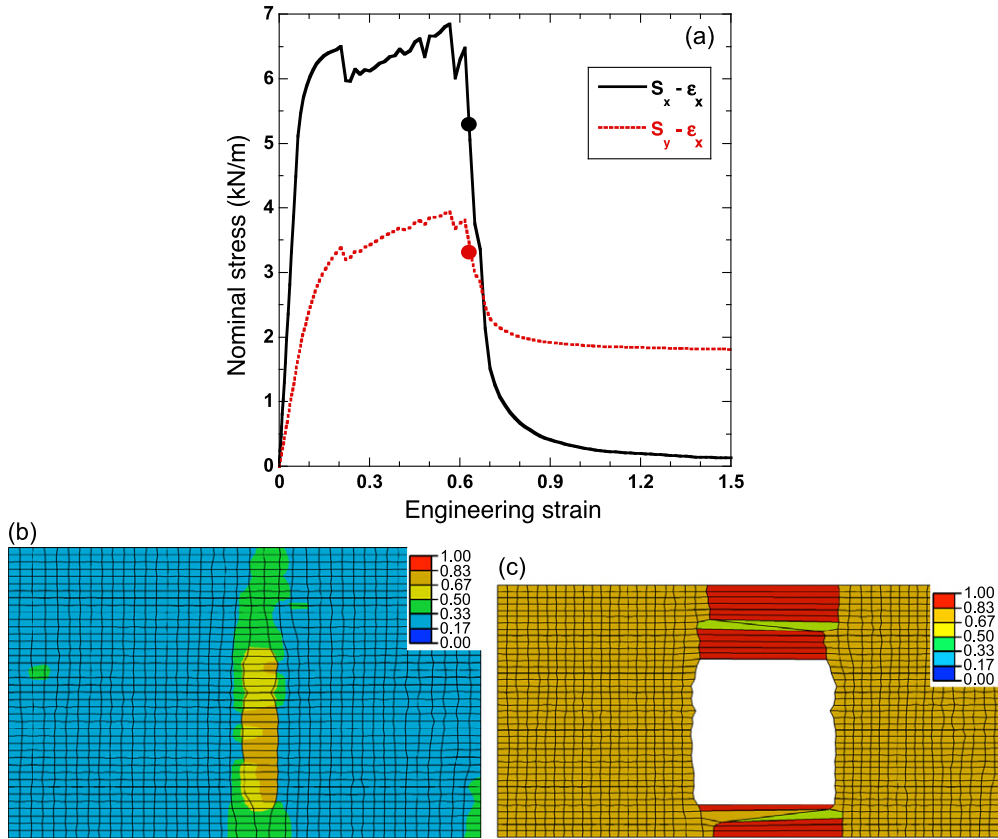 (a)
7
6
5
4
3
2
1
0
Nominal stress (kN/m)
S_x - ε_x
S_y - ε_x
0 0.3 0.6 0.9 1.2 1.5
Engineering strain
(b)
1.00
0.83
0.67
0.50
0.33
0.17
0.00
(c)
1.00
0.83
0.67
0.50
0.33
0.17
0.00